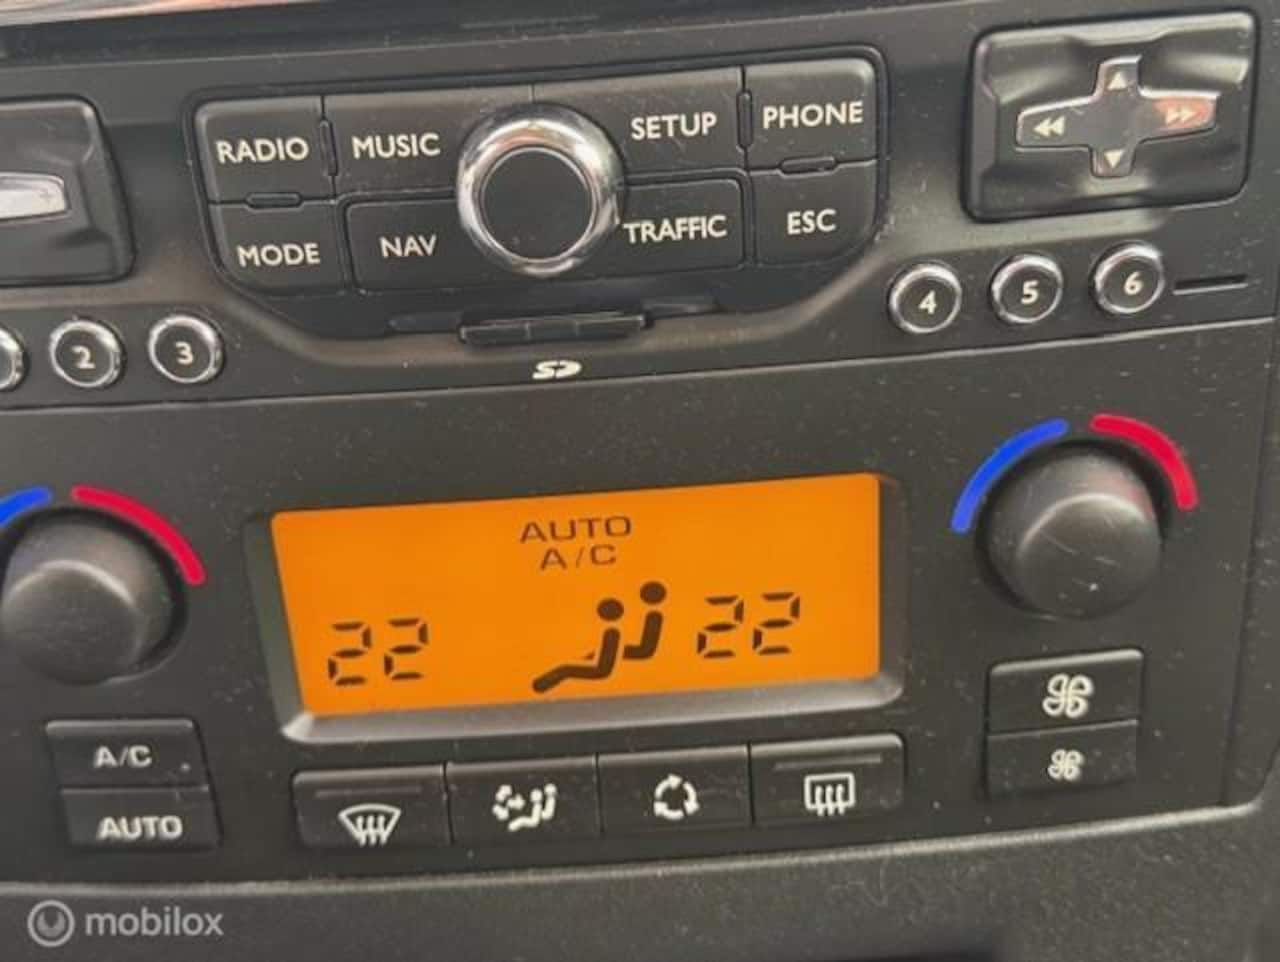 RADIO
MUSIC
SETUP
PHONE
MODE
NAV
TRAFFIC
ESC
2
3
4
5
6
SD
AUTO
A/C
22
22
A/C
AUTO
mobilox